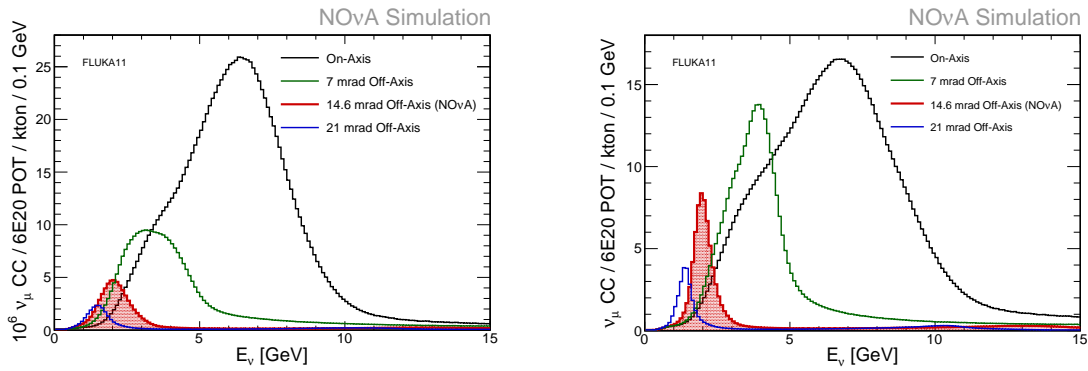 NOνA Simulation
FLUKA11
On-Axis
7 mrad Off-Axis
14.6 mrad Off-Axis (NOνA)
21 mrad Off-Axis
10⁶ νμ CC / 6E20 POT / kton / 0.1 GeV
25
20
15
10
5
0
0 5 10 15
Eν [GeV]
NOνA Simulation
FLUKA11
On-Axis
7 mrad Off-Axis
14.6 mrad Off-Axis (NOνA)
21 mrad Off-Axis
νμ CC / 6E20 POT / kton / 0.1 GeV
15
10
5
0
0 5 10 15
Eν [GeV]